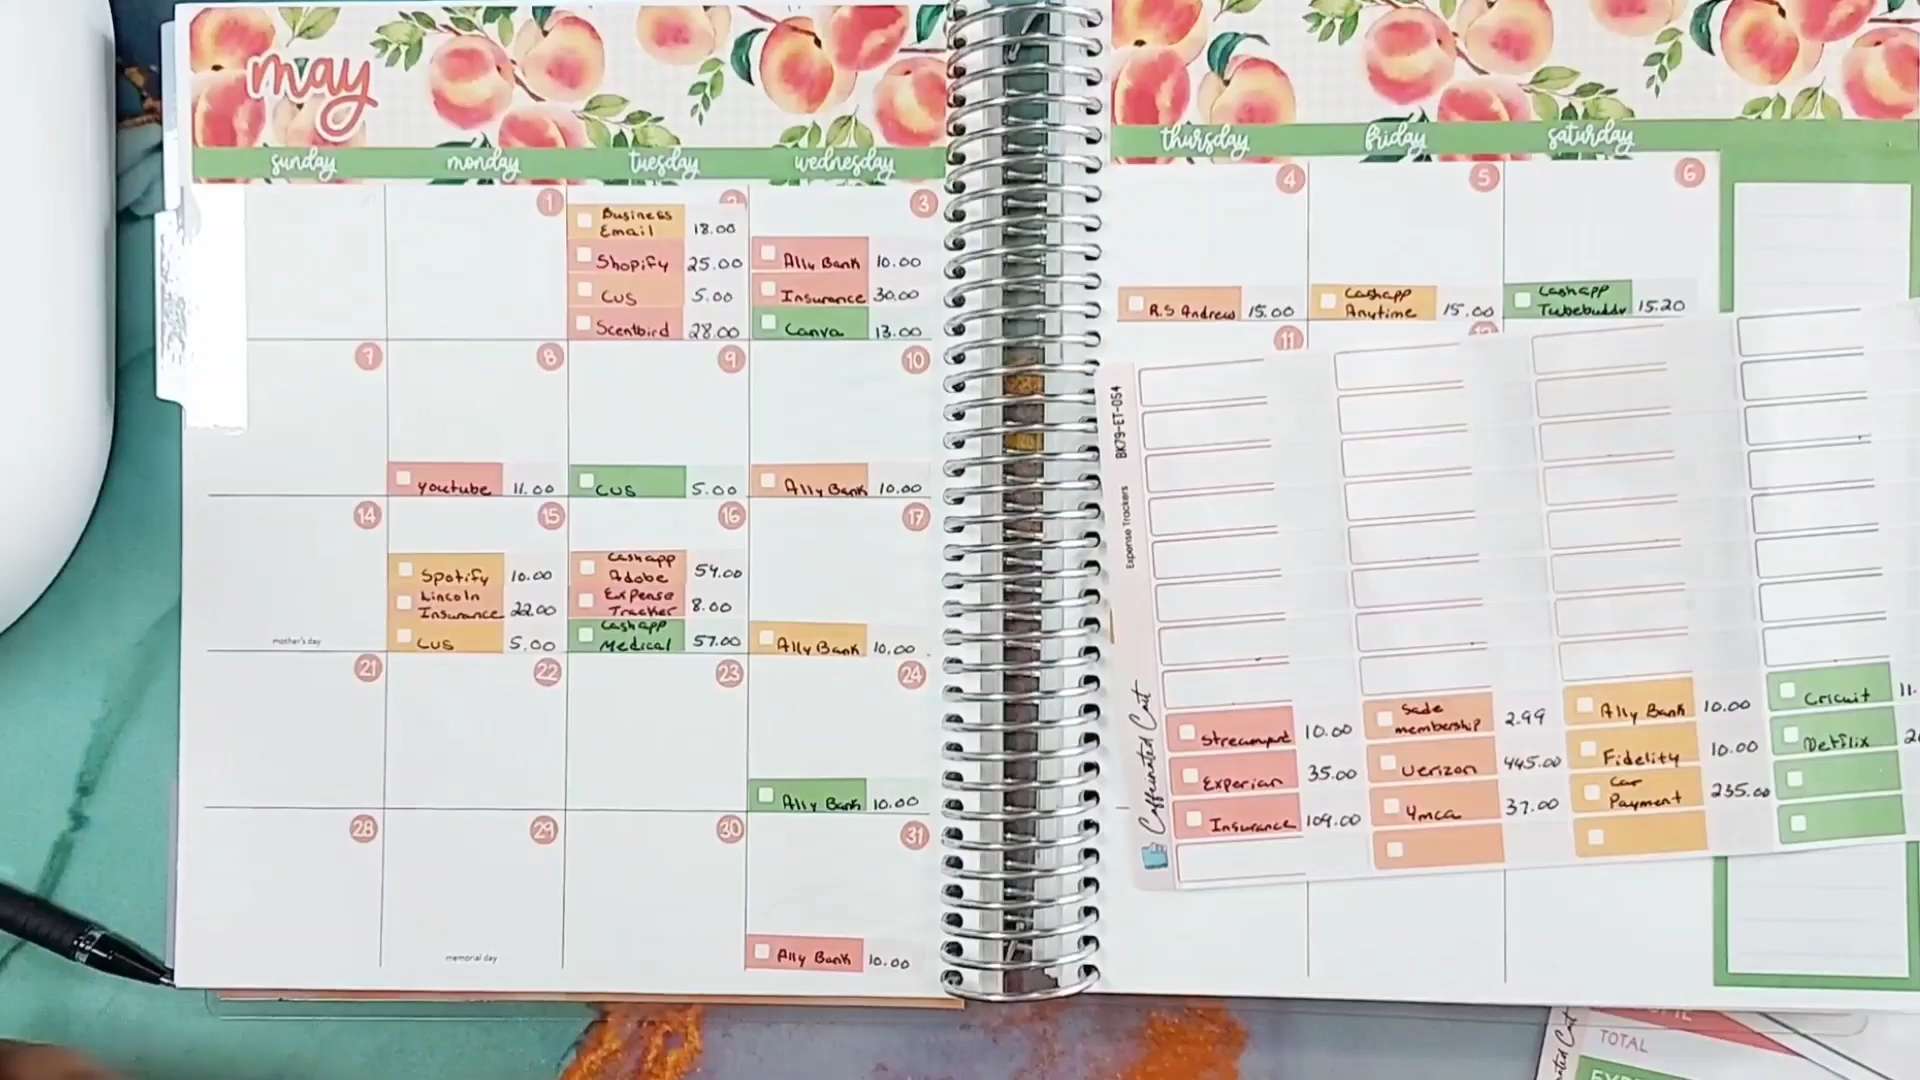 may
sunday monday tuesday wednesday
thursday friday saturday
1
2
Business
Email 18.00
Shopify 25.00
CVS 5.00
Scentbird 28.00
3
Ally Bank 10.00
Insurance 30.00
Canva 13.00
4
R.S Andrew 15.00
5
Cashapp
Anytime 15.00
6
Cashapp
Tubebuddy 15.20
7
8
Youtube 11.00
9
CVS 5.00
10
Ally Bank 10.00
11
14
mother's day
15
Spotify 10.00
Lincoln
Insurance 22.00
CVS 5.00
16
Cashapp
Adobe 54.00
Expense
Tracker 8.00
Cashapp
Medical 57.00
17
Ally Bank 10.00
21
22
23
24
Ally Bank 10.00
28
29
memorial day
30
31
Ally Bank 10.00
BK79-ET-054
Expense Trackers
Caffeinated Cait
Streamyard 10.00
Experian 35.00
Insurance 109.00
Sade
membership 2.99
Verizon 445.00
Ymca 37.00
Ally Bank 10.00
Fidelity 10.00
Car
Payment 235.00
Cricuit 11.
Netflix
TOTAL